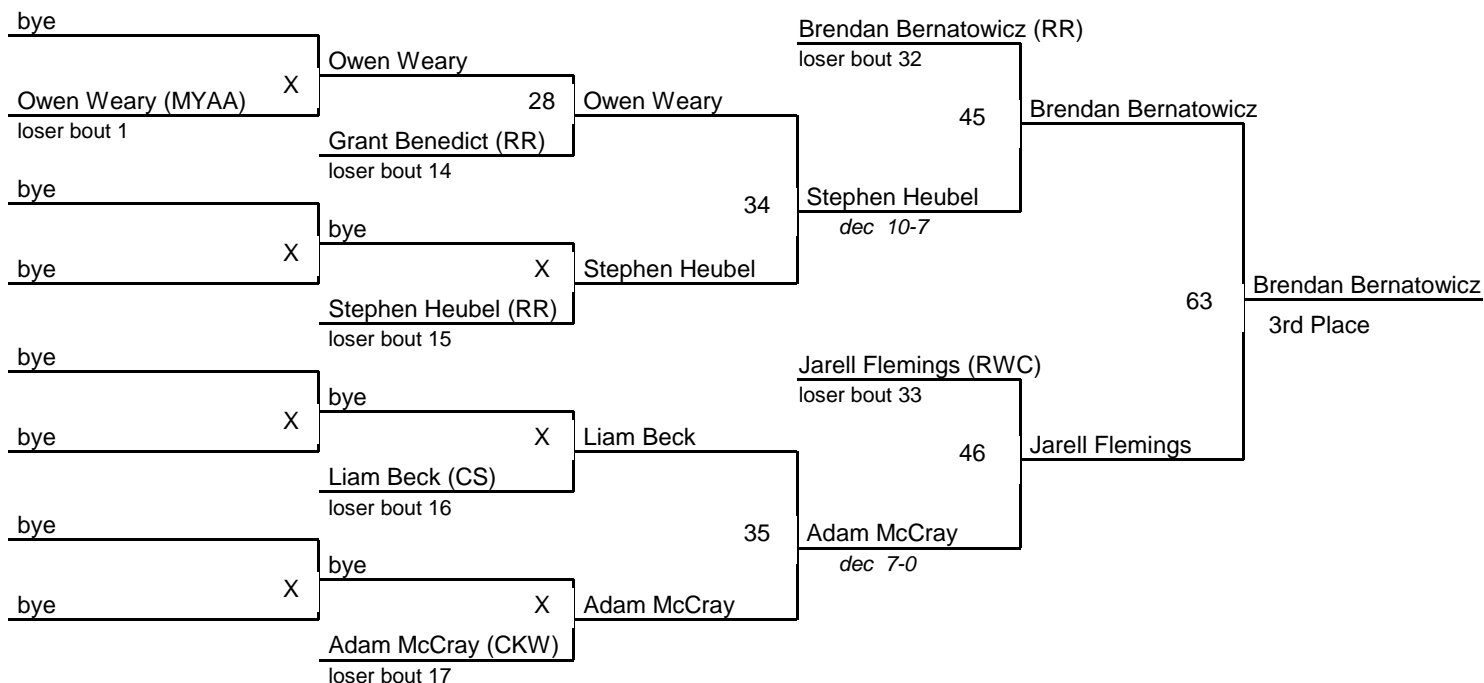 bye
Brendan Bernatowicz (RR)
loser bout 32
Owen Weary
X
Owen Weary (MYAA)
28
Owen Weary
45
Brendan Bernatowicz
loser bout 1
Grant Benedict (RR)
loser bout 14
bye
34
Stephen Heubel
dec 10-7
bye
X
bye
X
Stephen Heubel
Brendan Bernatowicz
63
Stephen Heubel (RR)
3rd Place
loser bout 15
bye
Jarell Flemings (RWC)
loser bout 33
bye
X
bye
X
Liam Beck
46
Jarell Flemings
Liam Beck (CS)
loser bout 16
bye
35
Adam McCray
dec 7-0
bye
X
bye
X
Adam McCray
Adam McCray (CKW)
loser bout 17